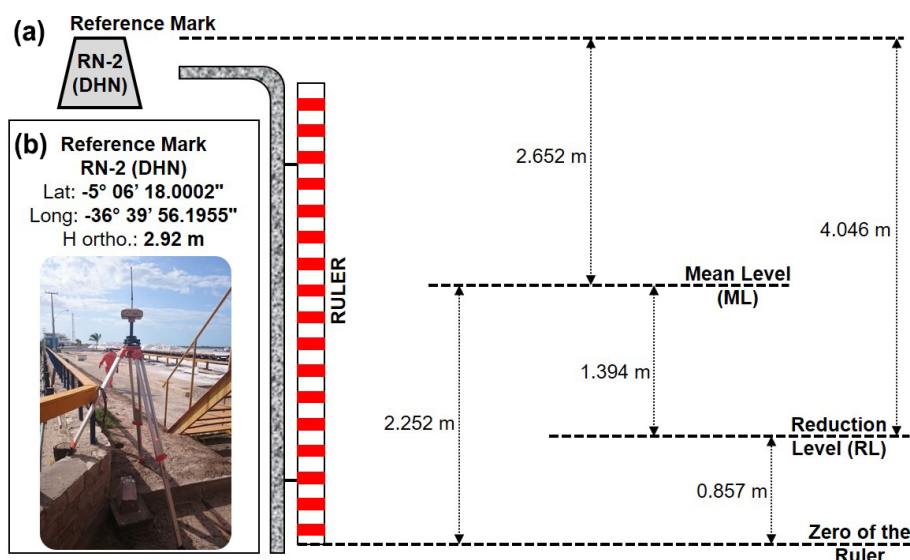 (a)
Reference Mark
RN-2
(DHN)
(b)
Reference Mark
RN-2 (DHN)
Lat: -5° 06’ 18.0002"
Long: -36° 39’ 56.1955"
H ortho.: 2.92 m
RULER
2.652 m
4.046 m
Mean Level
(ML)
1.394 m
2.252 m
Reduction
Level (RL)
0.857 m
Zero of the
Ruler